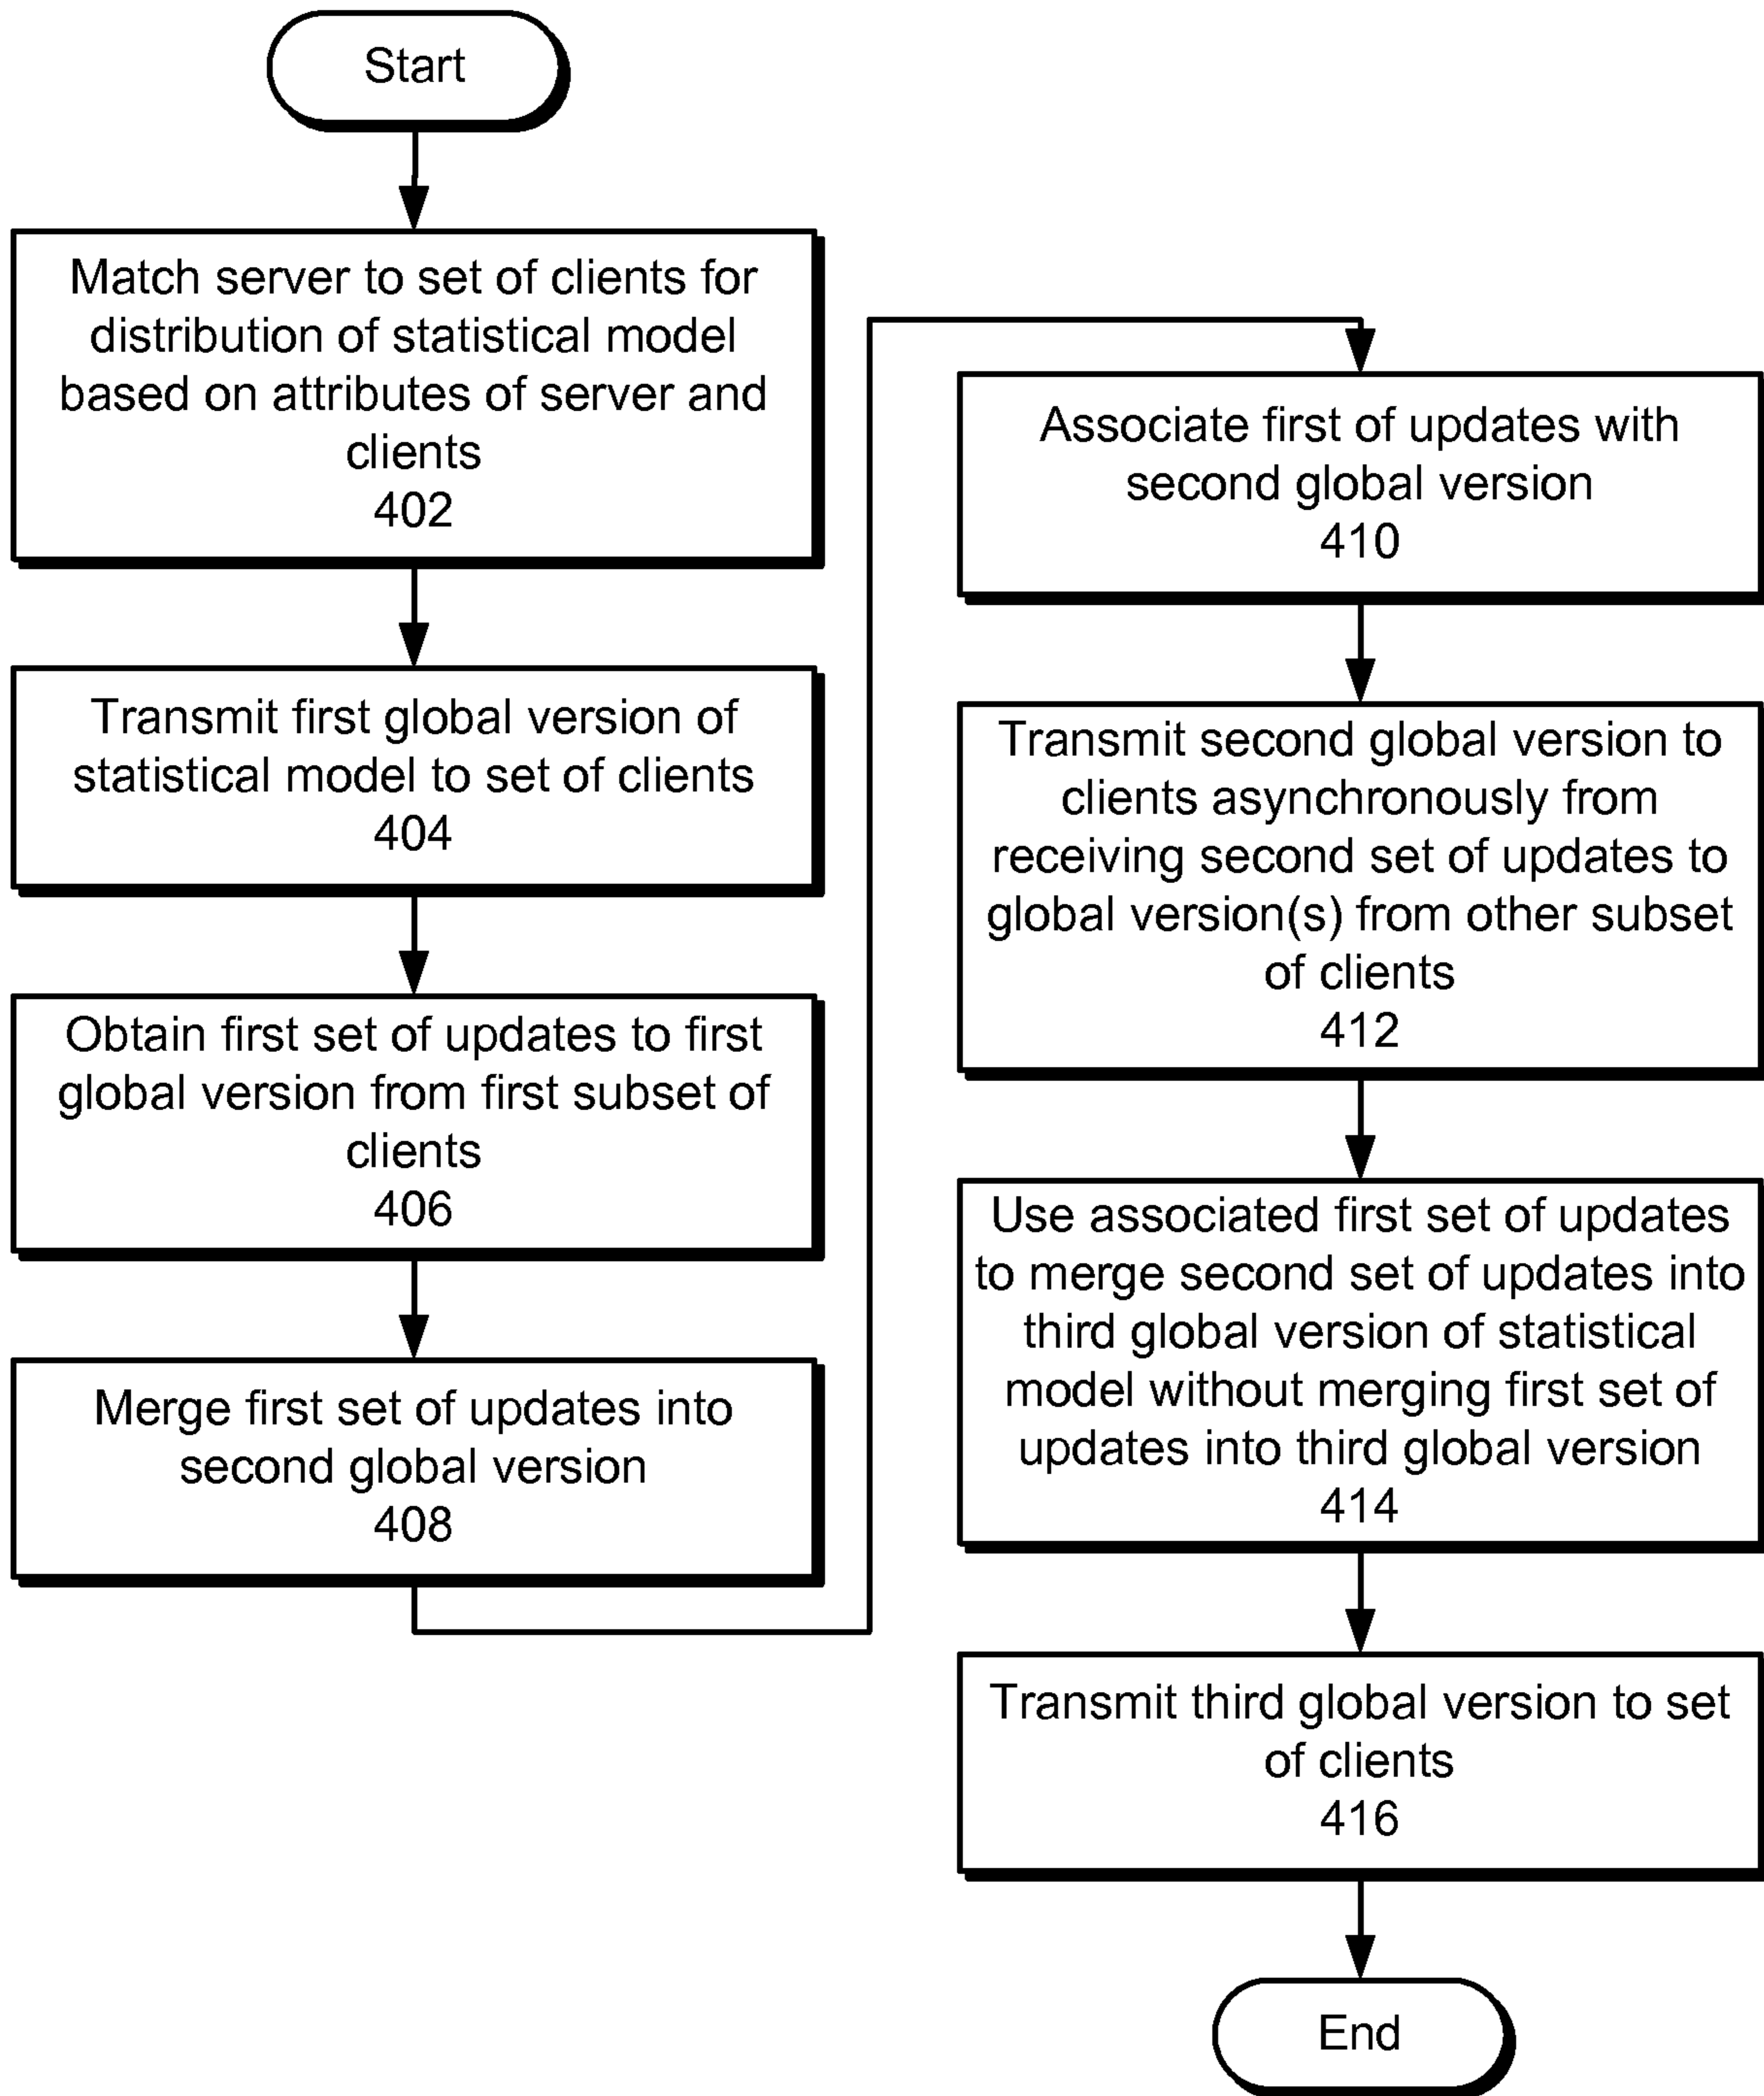 Start
Match server to set of clients for
distribution of statistical model
based on attributes of server and
clients
402
Transmit first global version of
statistical model to set of clients
404
Obtain first set of updates to first
global version from first subset of
clients
406
Merge first set of updates into
second global version
408
Associate first of updates with
second global version
410
Transmit second global version to
clients asynchronously from
receiving second set of updates to
global version(s) from other subset
of clients
412
Use associated first set of updates
to merge second set of updates into
third global version of statistical
model without merging first set of
updates into third global version
414
Transmit third global version to set
of clients
416
End